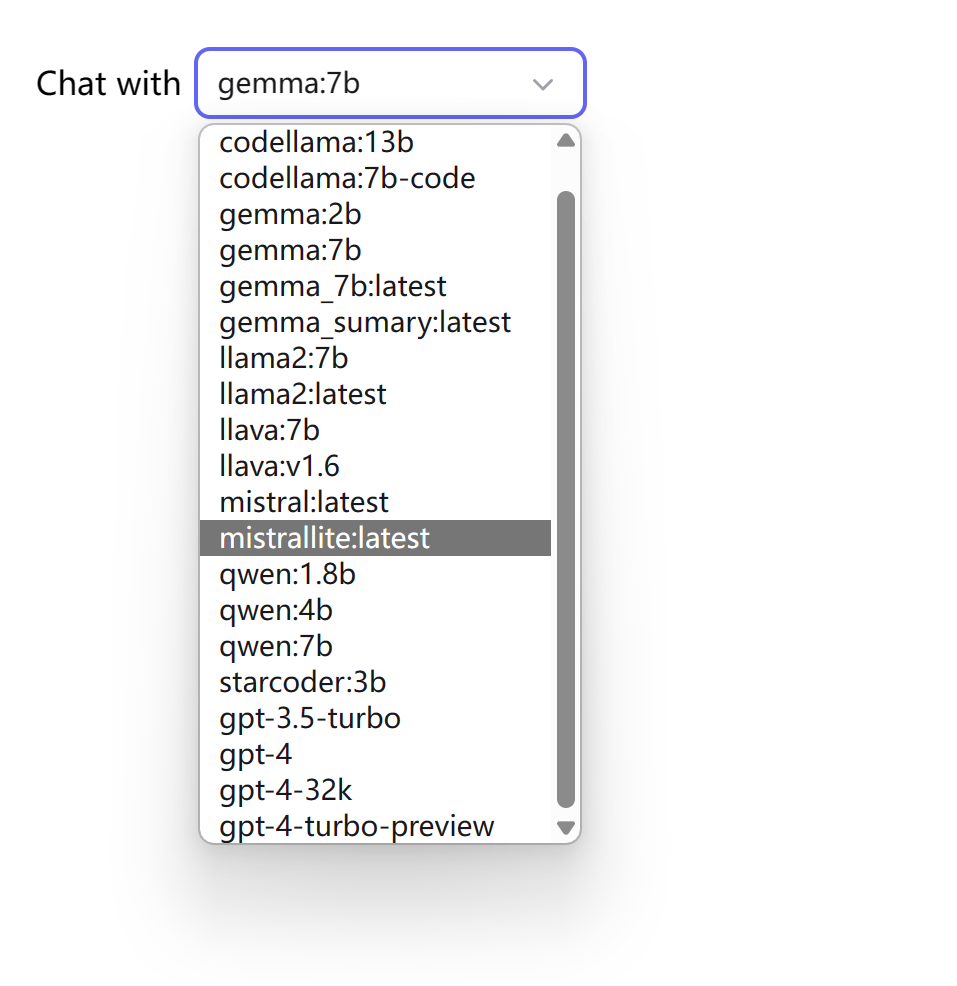 Chat with gemma:7b
codellama:13b
codellama:7b-code
gemma:2b
gemma:7b
gemma_7b:latest
gemma_sumary:latest
llama2:7b
llama2:latest
llava:7b
llava:v1.6
mistral:latest
mistrallite:latest
qwen:1.8b
qwen:4b
qwen:7b
starcoder:3b
gpt-3.5-turbo
gpt-4
gpt-4-32k
gpt-4-turbo-preview